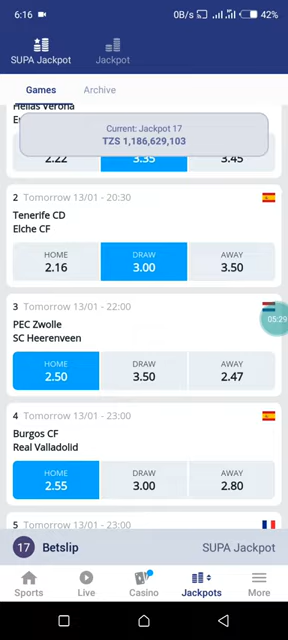 6:16 0B/s 42%
SUPA Jackpot Jackpot
Games Archive
Hellas Verona
Current: Jackpot 17
TZS 1,186,629,103
2.22 3.35 3.45
2 Tomorrow 13/01 - 20:30
Tenerife CD
Elche CF
HOME DRAW AWAY
2.16 3.00 3.50
3 Tomorrow 13/01 - 22:00
05:29
PEC Zwolle
SC Heerenveen
HOME DRAW AWAY
2.50 3.50 2.47
4 Tomorrow 13/01 - 23:00
Burgos CF
Real Valladolid
HOME DRAW AWAY
2.55 3.00 2.80
5 Tomorrow 13/01 - 23:00
17 Betslip SUPA Jackpot
Sports Live Casino Jackpots More